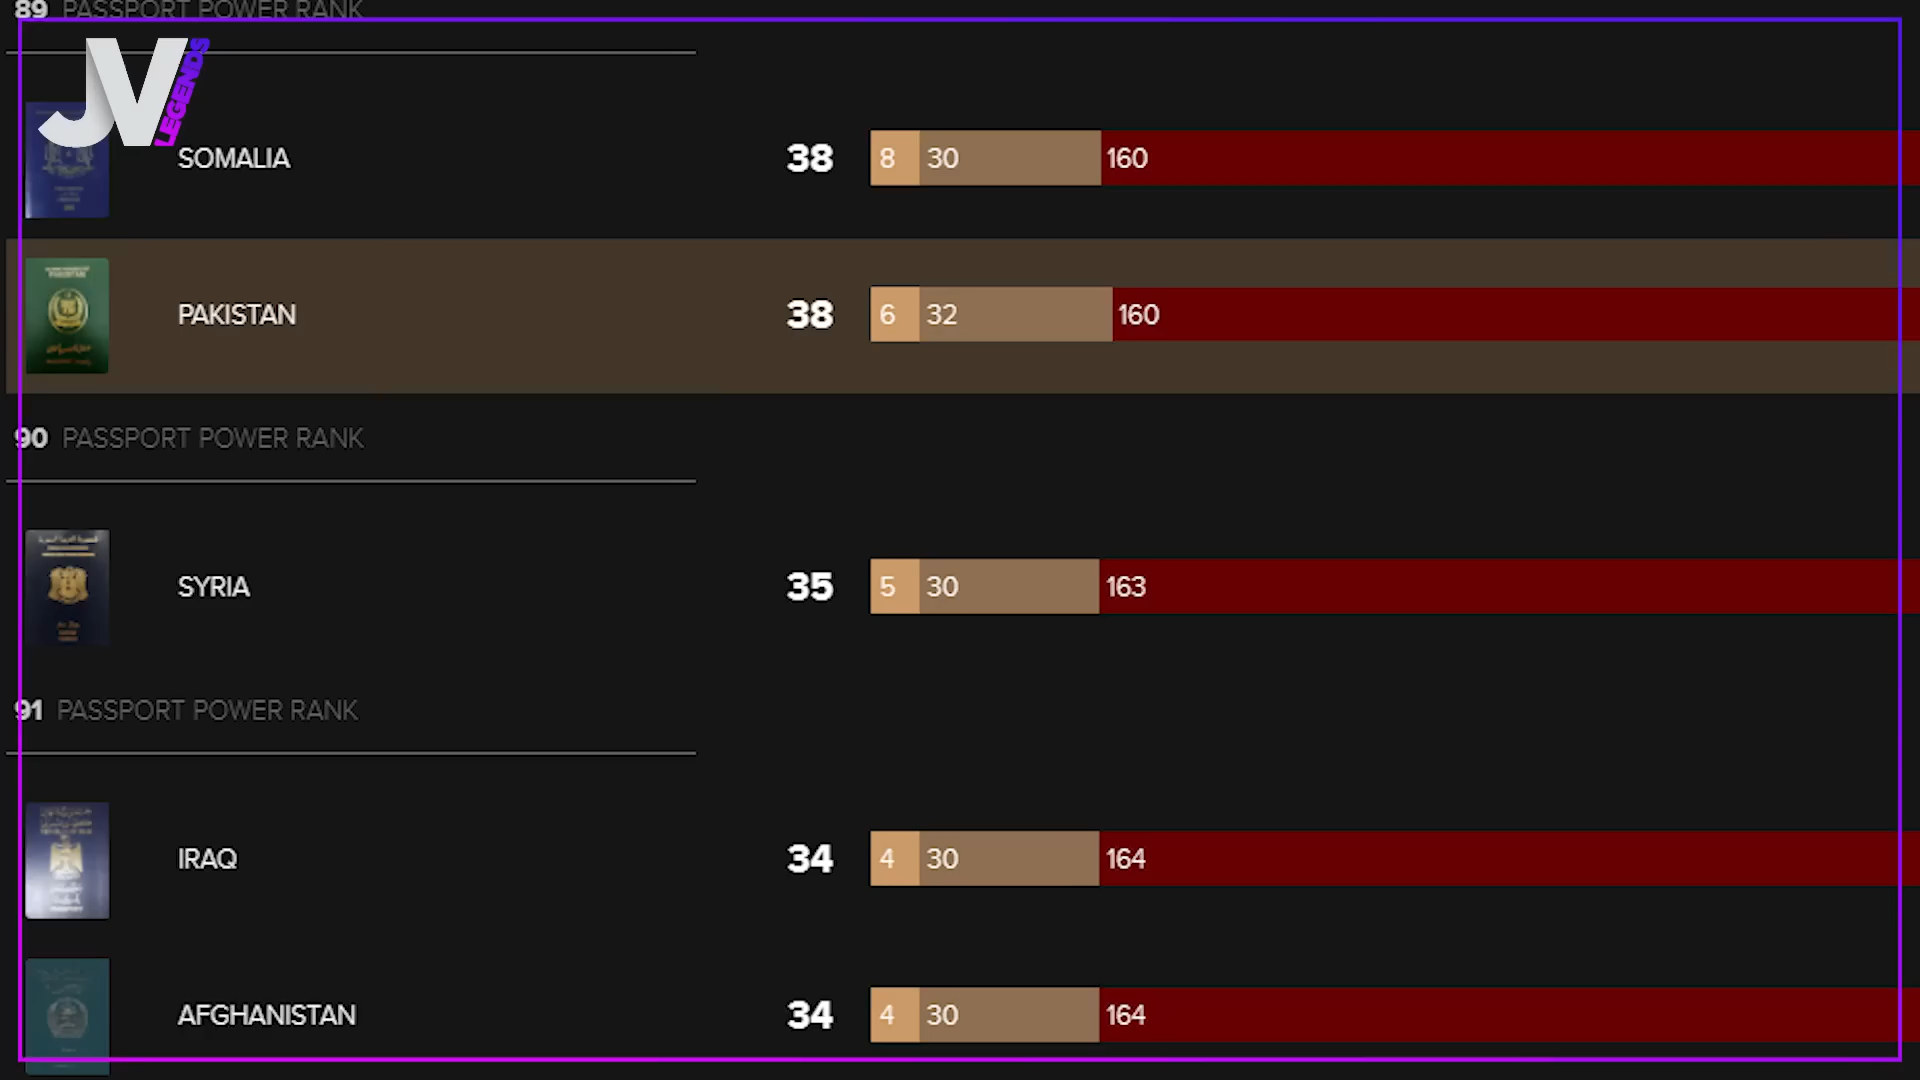 89 PASSPORT POWER RANK
JV LEGENDS
SOMALIA 38 8 30 160
PAKISTAN 38 6 32 160
90 PASSPORT POWER RANK
SYRIA 35 5 30 163
91 PASSPORT POWER RANK
IRAQ 34 4 30 164
AFGHANISTAN 34 4 30 164